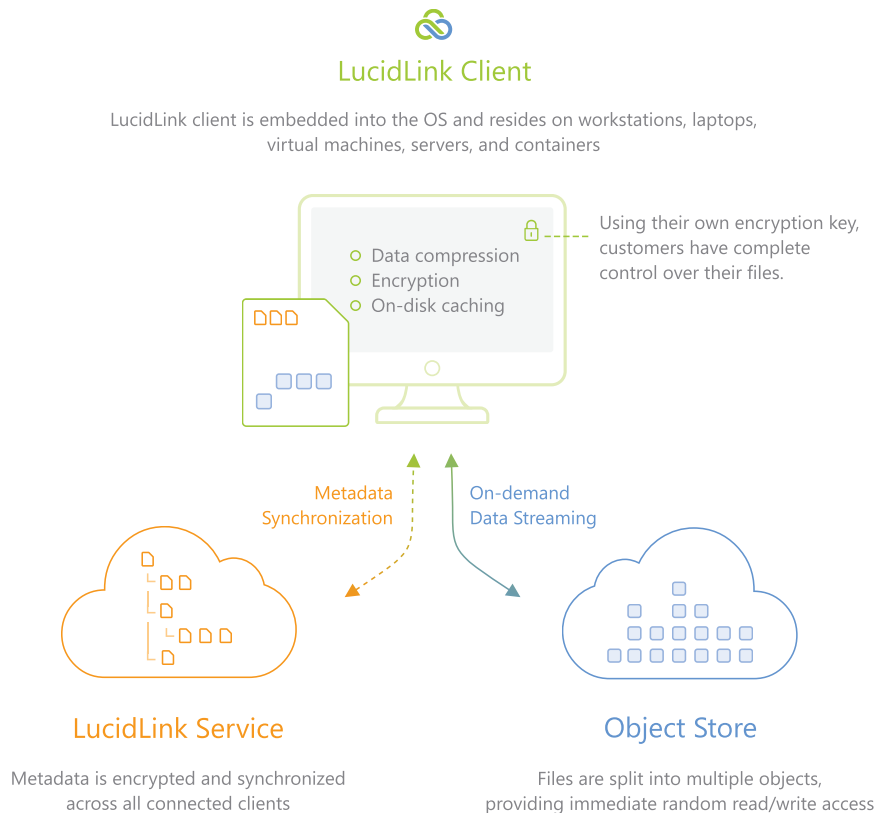 LucidLink Client
LucidLink client is embedded into the OS and resides on workstations, laptops,
virtual machines, servers, and containers
Using their own encryption key,
customers have complete
control over their files.
Data compression
Encryption
On-disk caching
Metadata
Synchronization
On-demand
Data Streaming
LucidLink Service
Metadata is encrypted and synchronized
across all connected clients
Object Store
Files are split into multiple objects,
providing immediate random read/write access